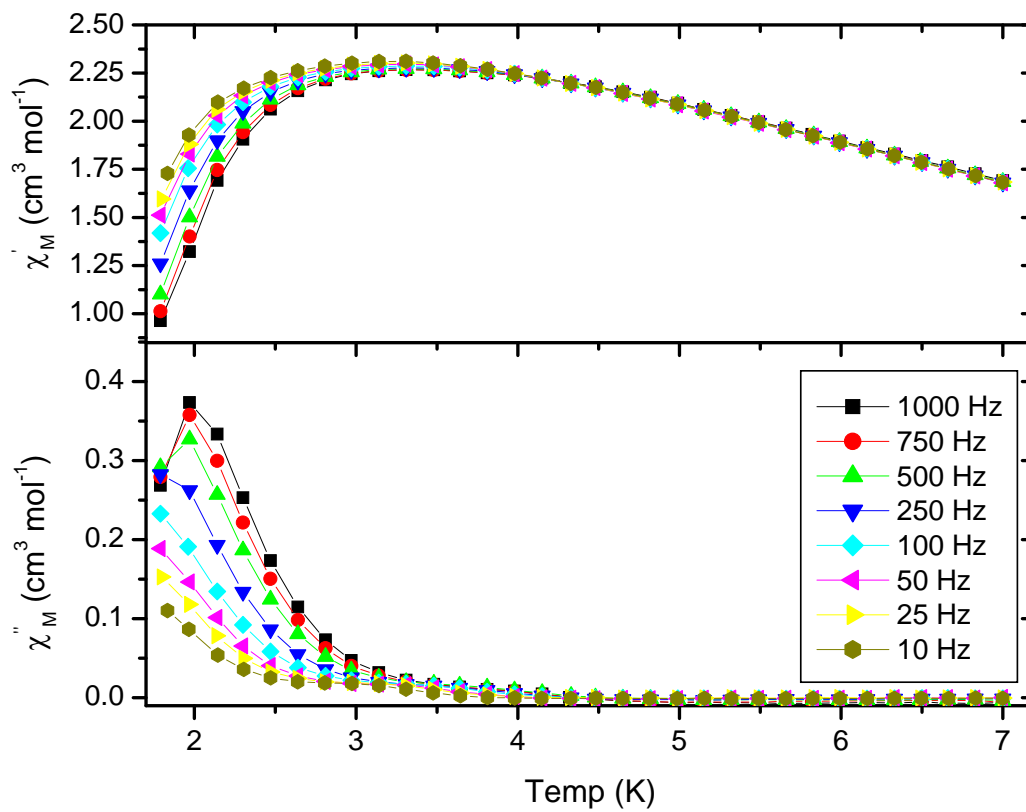 2.50
2.25
2.00
1.75
1.50
1.25
1.00
χ'M (cm³ mol⁻¹)
0.4
0.3
0.2
0.1
0.0
χ''M (cm³ mol⁻¹)
1000 Hz
750 Hz
500 Hz
250 Hz
100 Hz
50 Hz
25 Hz
10 Hz
2 3 4 5 6 7
Temp (K)